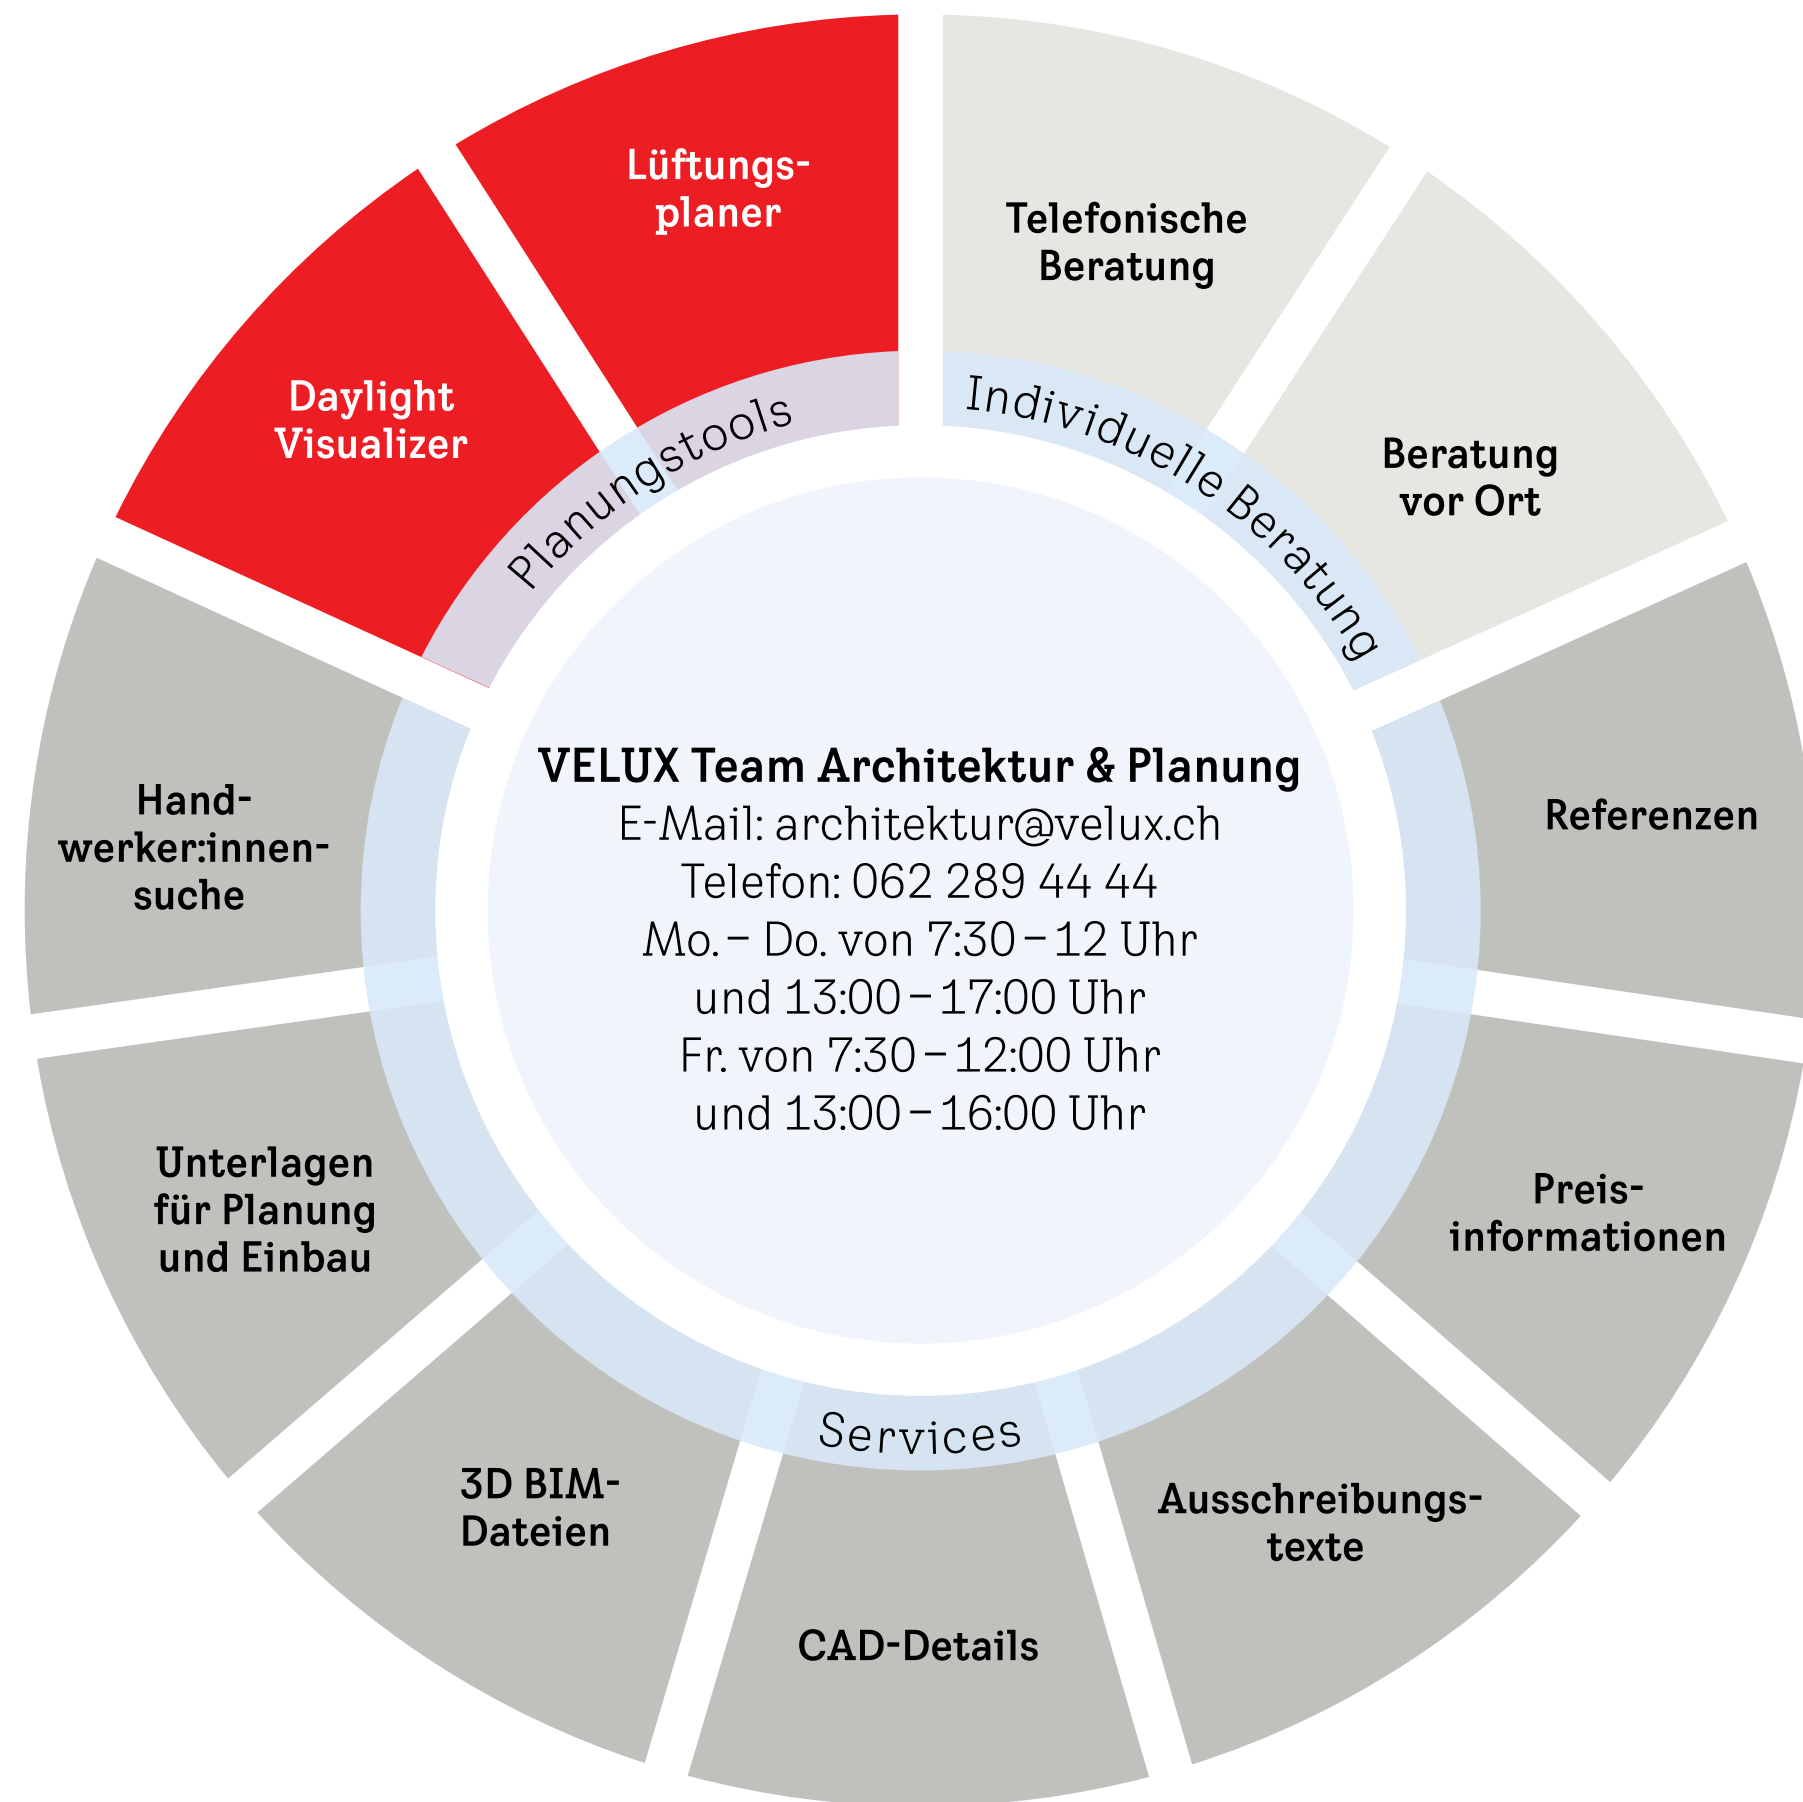 Lüftungs-
planer
Telefonische
Beratung
Daylight
Visualizer
Beratung
vor Ort
Planungstools
Individuelle Beratung
VELUX Team Architektur & Planung
E-Mail: architektur@velux.ch
Telefon: 062 289 44 44
Mo. – Do. von 7:30 – 12 Uhr
und 13:00 – 17:00 Uhr
Fr. von 7:30 – 12:00 Uhr
und 13:00 – 16:00 Uhr
Hand-
werker:innen-
suche
Referenzen
Unterlagen
für Planung
und Einbau
Preis-
informationen
Services
3D BIM-
Dateien
Ausschreibungs-
texte
CAD-Details